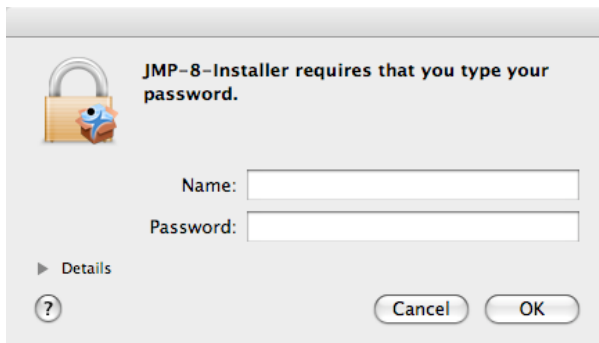 JMP-8-Installer requires that you type your
password.
Name:
Password:
Details
?
Cancel
OK